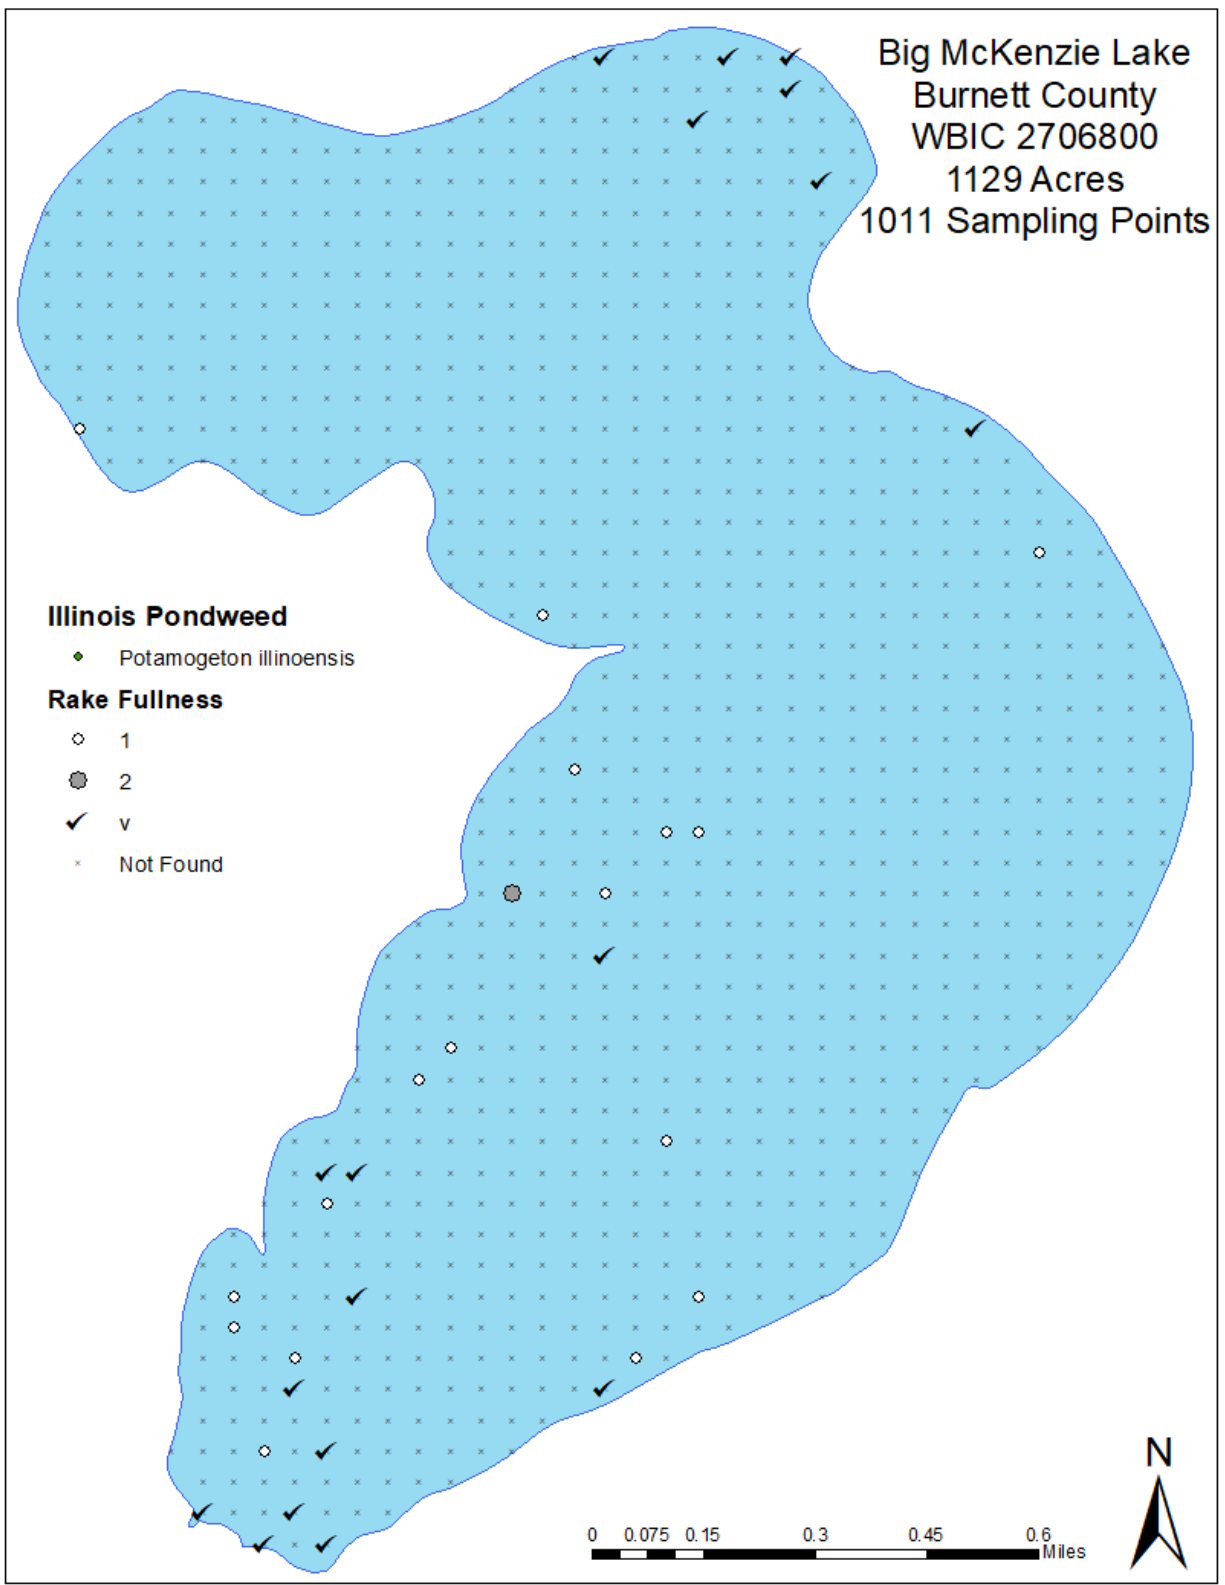 Big McKenzie Lake
Burnett County
WBIC 2706800
1129 Acres
1011 Sampling Points
Illinois Pondweed
Potamogeton illinoensis
Rake Fullness
1
2
v
Not Found
N
0 0.075 0.15 0.3 0.45 0.6
Miles